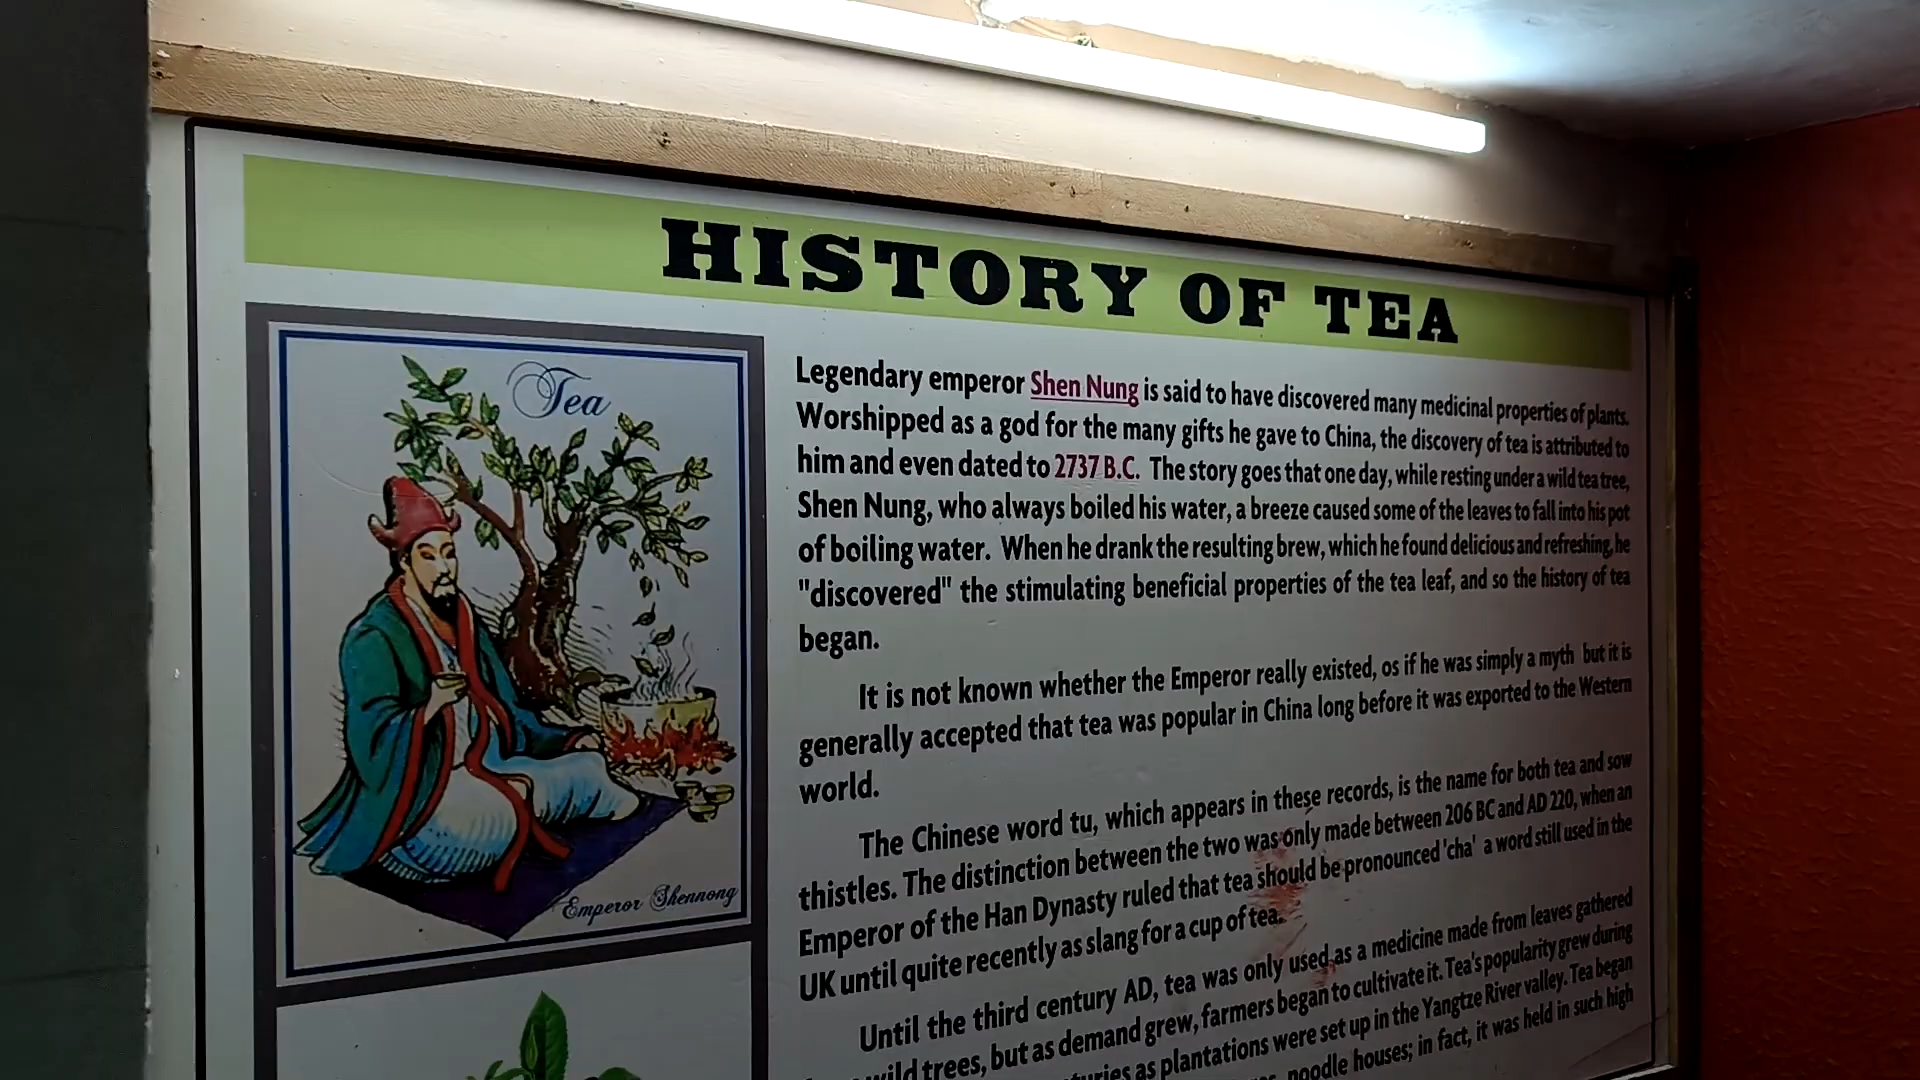 HISTORY OF TEA
Tea
Emperor Shennong
Legendary emperor Shen Nung is said to have discovered many medicinal properties of plants.
Worshipped as a god for the many gifts he gave to China, the discovery of tea is attributed to
him and even dated to 2737 B.C. The story goes that one day, while resting under a wild tea tree,
Shen Nung, who always boiled his water, a breeze caused some of the leaves to fall into his pot
of boiling water. When he drank the resulting brew, which he found delicious and refreshing, he
"discovered" the stimulating beneficial properties of the tea leaf, and so the history of tea
began.
It is not known whether the Emperor really existed, os if he was simply a myth but it is
generally accepted that tea was popular in China long before it was exported to the Western
world.
The Chinese word tu, which appears in these records, is the name for both tea and sow
thistles. The distinction between the two was only made between 206 BC and AD 220, when an
Emperor of the Han Dynasty ruled that tea should be pronounced 'cha' a word still used in the
UK until quite recently as slang for a cup of tea.
Until the third century AD, tea was only used as a medicine made from leaves gathered
wild trees, but as demand grew, farmers began to cultivate it. Tea's popularity grew during
as plantations were set up in the Yangtze River valley. Tea began
noodle houses; in fact, it was held in such high